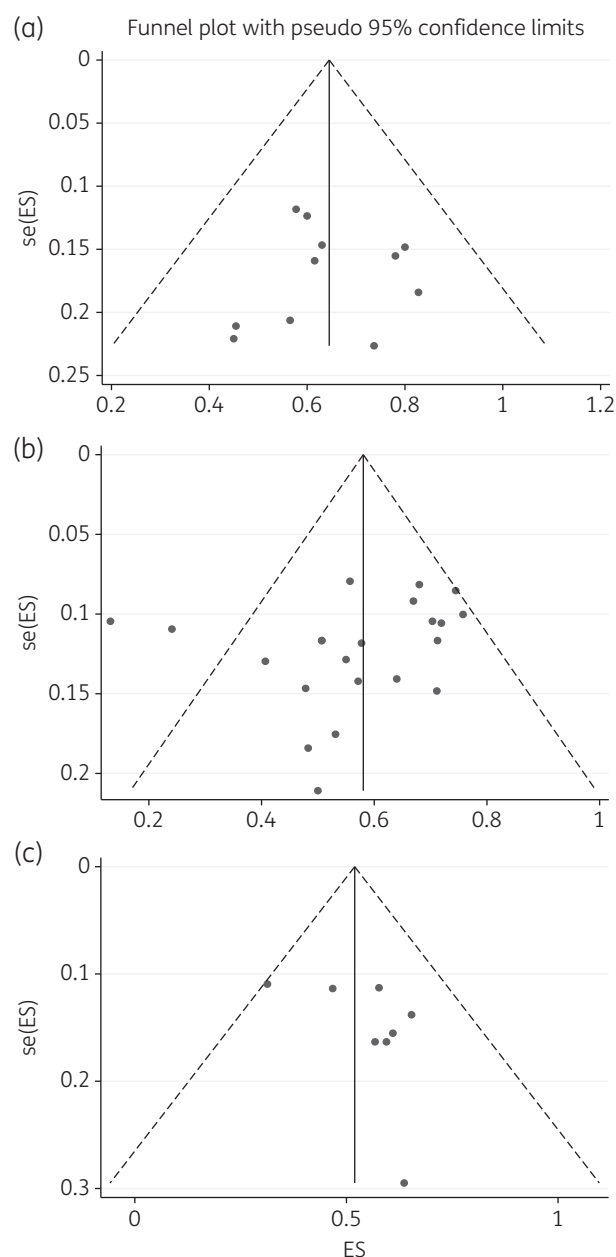 (a)
Funnel plot with pseudo 95% confidence limits
0
0.05
0.1
0.15
0.2
0.25
se(ES)
0.2 0.4 0.6 0.8 1 1.2
(b)
0
0.05
0.1
0.15
0.2
se(ES)
0.2 0.4 0.6 0.8 1
(c)
0
0.1
0.2
0.3
se(ES)
0 0.5 1
ES